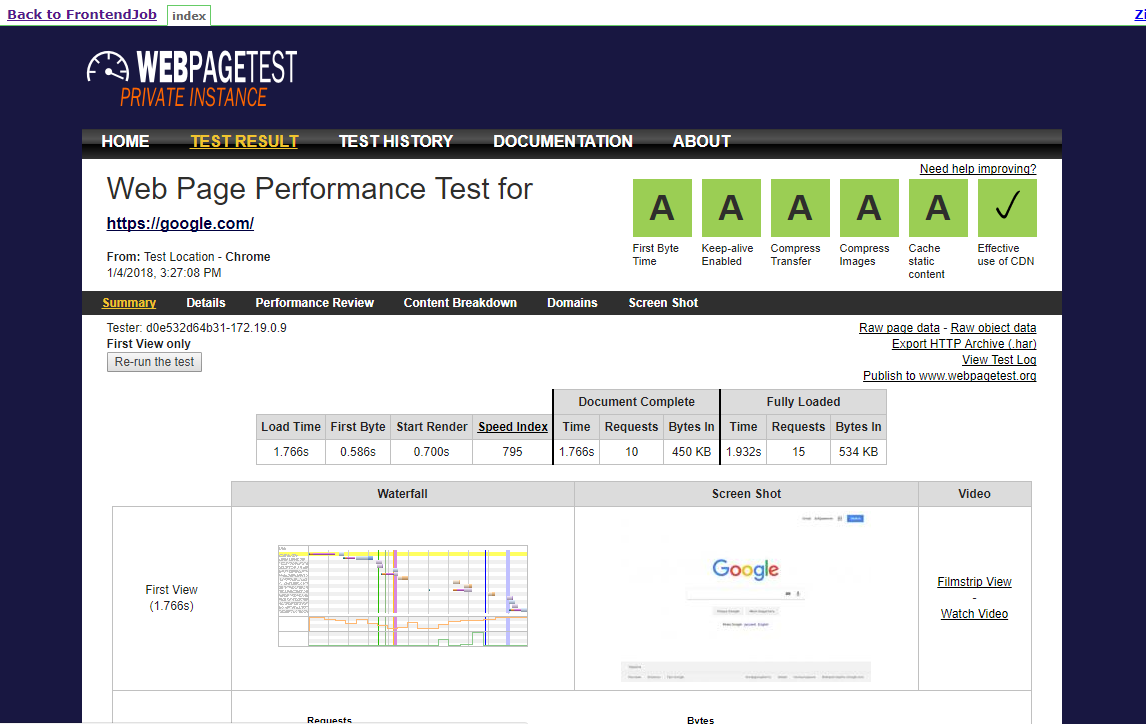 Back to FrontendJob index Zi
WEBPAGETEST
PRIVATE INSTANCE
HOME TEST RESULT TEST HISTORY DOCUMENTATION ABOUT
Need help improving?
Web Page Performance Test for
https://google.com/
From: Test Location - Chrome
1/4/2018, 3:27:08 PM
A A A A A ✓
First Byte Time
Keep-alive Enabled
Compress Transfer
Compress Images
Cache static content
Effective use of CDN
Summary Details Performance Review Content Breakdown Domains Screen Shot
Tester: d0e532d64b31-172.19.0.9
First View only
Re-run the test
Raw page data - Raw object data
Export HTTP Archive (.har)
View Test Log
Publish to www.webpagetest.org
Document Complete Fully Loaded
Load Time First Byte Start Render Speed Index Time Requests Bytes In Time Requests Bytes In
1.766s 0.586s 0.700s 795 1.766s 10 450 KB 1.932s 15 534 KB
Waterfall Screen Shot Video
First View
(1.766s)
Google
Filmstrip View
-
Watch Video
Requests Bytes